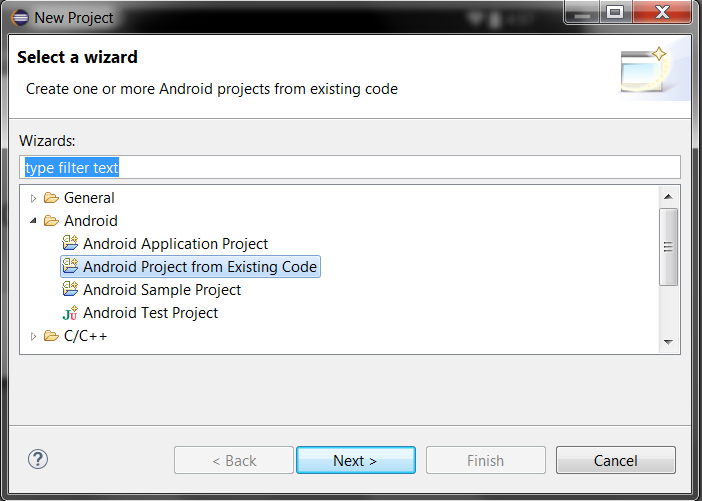 New Project
Select a wizard
Create one or more Android projects from existing code
Wizards:
type filter text
General
Android
Android Application Project
Android Project from Existing Code
Android Sample Project
Android Test Project
C/C++
?
< Back Next > Finish Cancel